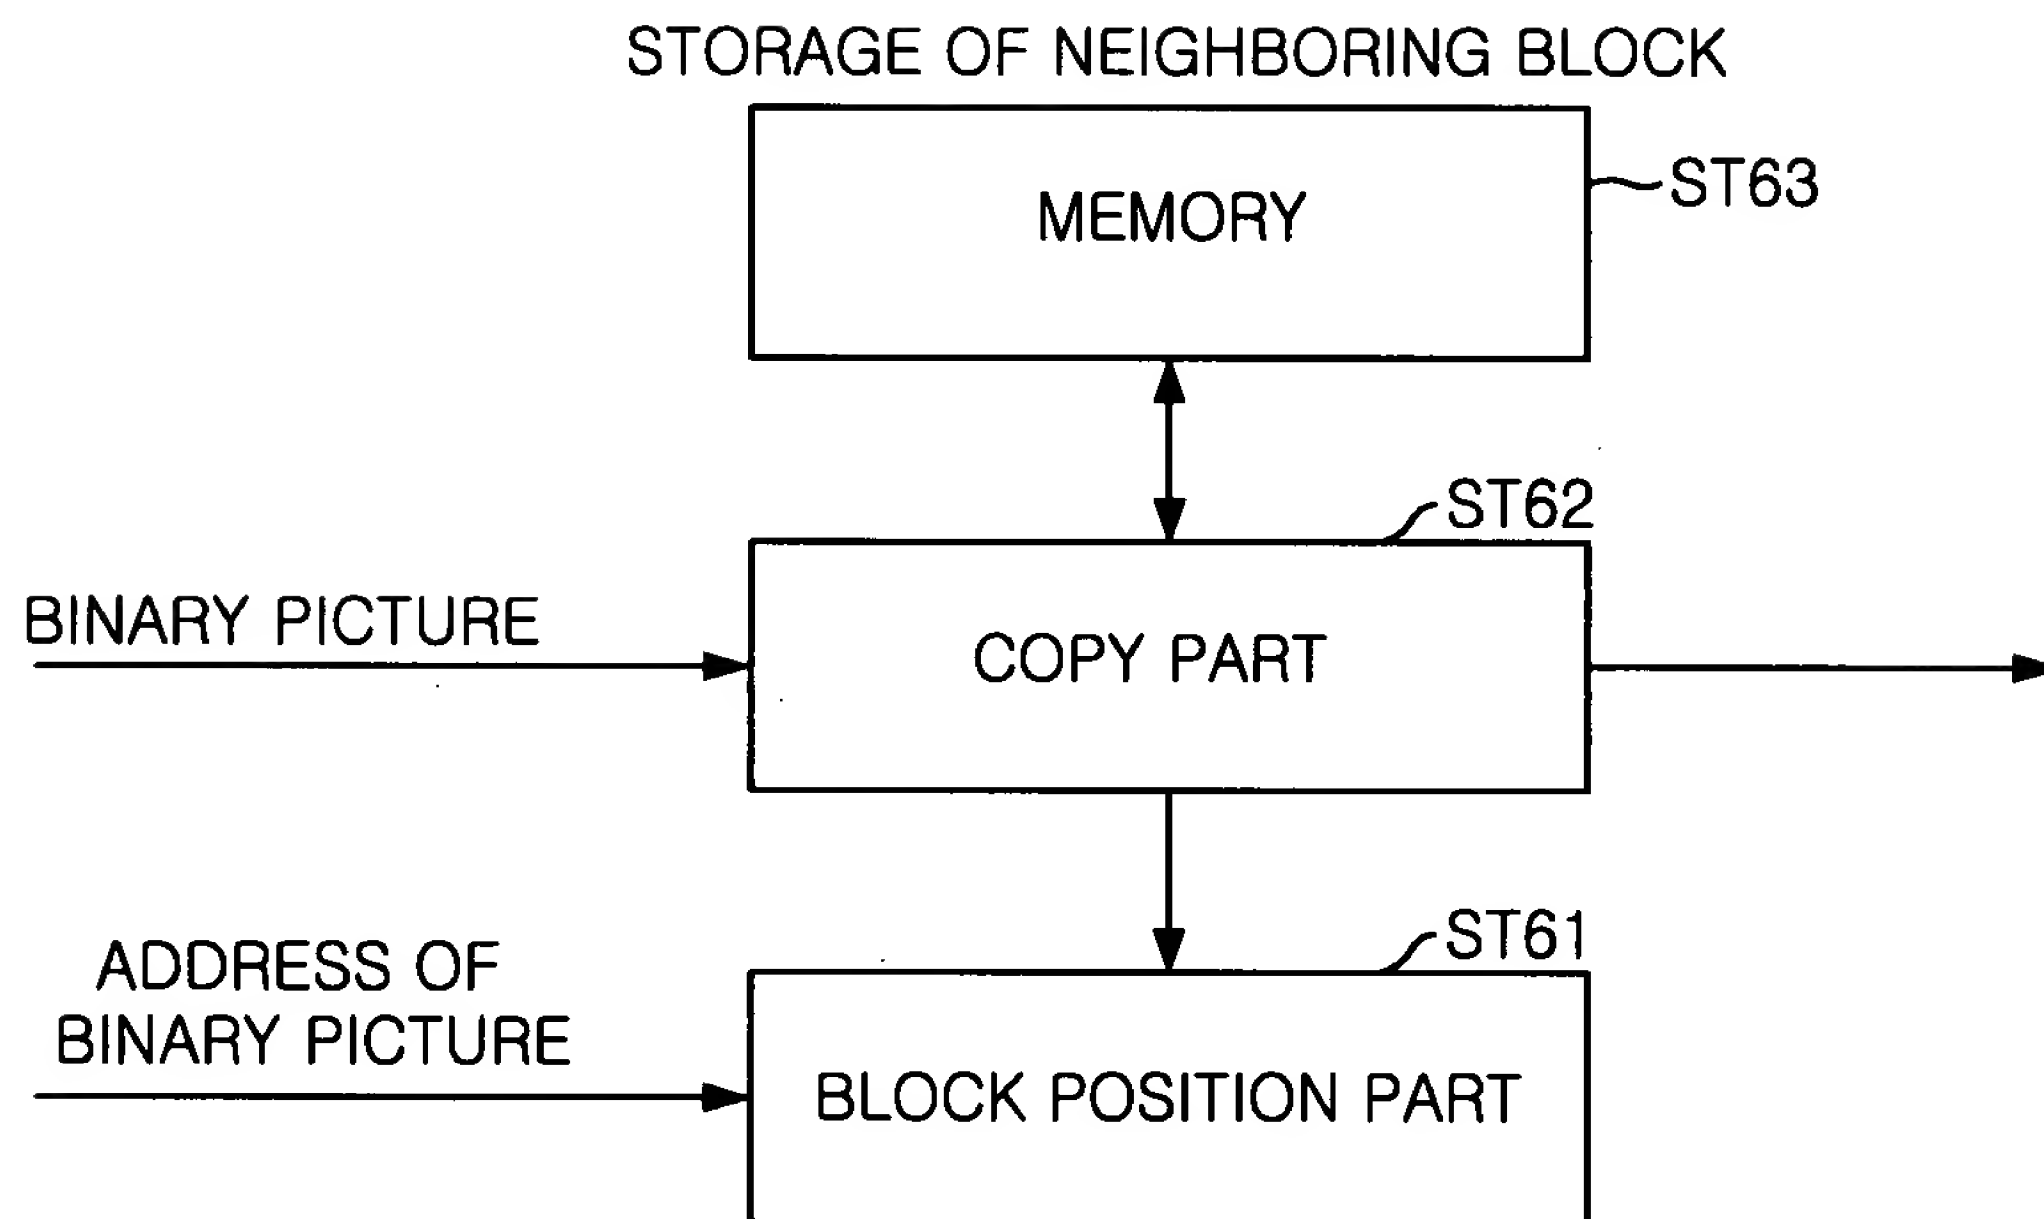 STORAGE OF NEIGHBORING BLOCK
MEMORY
ST63
ST62
BINARY PICTURE
COPY PART
ST61
ADDRESS OF
BINARY PICTURE
BLOCK POSITION PART